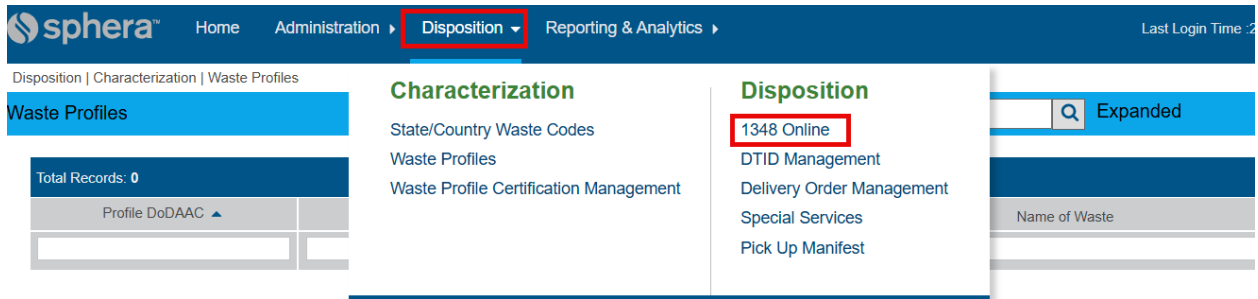 sphera™ Home Administration Disposition Reporting & Analytics Last Login Time :2
Disposition | Characterization | Waste Profiles
Waste Profiles
Expanded
Characterization
State/Country Waste Codes
Waste Profiles
Waste Profile Certification Management
Disposition
1348 Online
DTID Management
Delivery Order Management
Special Services
Pick Up Manifest
Total Records: 0
Profile DoDAAC
Name of Waste